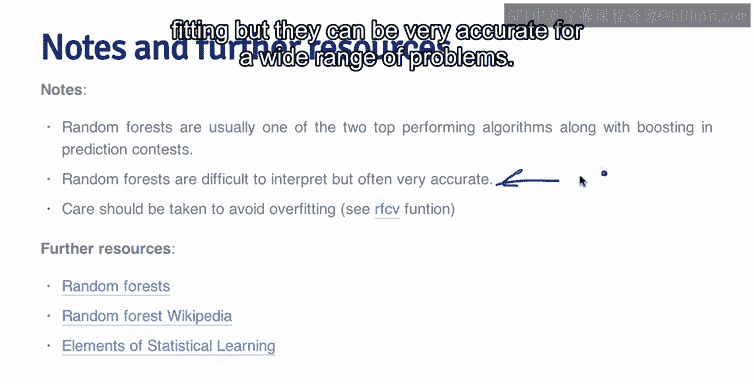 fitting but they can be very accurate for
a wide range of problems.
Notes and further resources
Notes:
· Random forests are usually one of the two top performing algorithms along with boosting in
prediction contests.
· Random forests are difficult to interpret but often very accurate.
· Care should be taken to avoid overfitting (see rfcv funtion)
Further resources:
· Random forests
· Random forest Wikipedia
· Elements of Statistical Learning